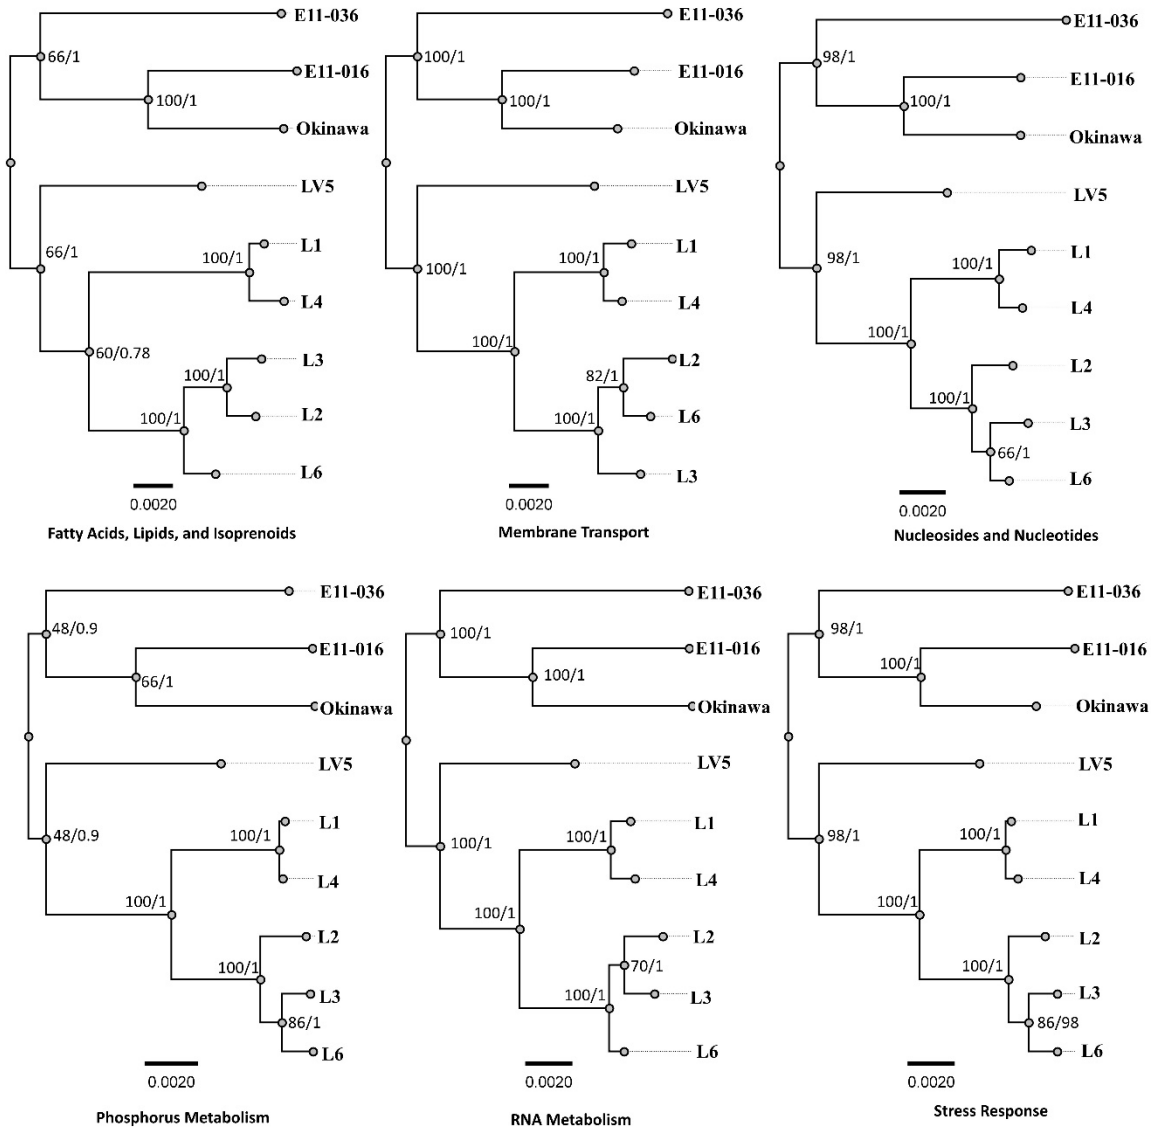 E11-036
66/1
E11-016
100/1
Okinawa
LV5
66/1
L1
100/1
L4
60/0.78
L3
100/1
L2
100/1
L6
0.0020
Fatty Acids, Lipids, and Isoprenoids
E11-036
100/1
E11-016
100/1
Okinawa
LV5
100/1
L1
100/1
L4
100/1
L2
82/1
L6
100/1
L3
0.0020
Membrane Transport
E11-036
98/1
E11-016
100/1
Okinawa
LV5
98/1
L1
100/1
L4
100/1
L2
100/1
L3
66/1
L6
0.0020
Nucleosides and Nucleotides
E11-036
48/0.9
E11-016
66/1
Okinawa
LV5
48/0.9
L1
100/1
L4
100/1
L2
100/1
L3
86/1
L6
0.0020
Phosphorus Metabolism
E11-036
100/1
E11-016
100/1
Okinawa
LV5
100/1
L1
100/1
L4
100/1
L2
70/1
L3
100/1
L6
0.0020
RNA Metabolism
E11-036
98/1
E11-016
100/1
Okinawa
LV5
98/1
L1
100/1
L4
100/1
L2
100/1
L3
86/98
L6
0.0020
Stress Response